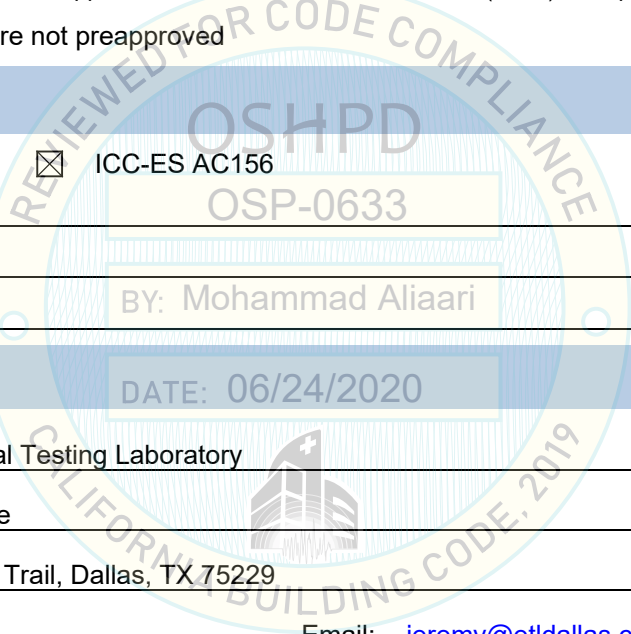 re not preapproved
REVIEWED FOR CODE COMPLIANCE
OSHPD
ICC-ES AC156
OSP-0633
BY: Mohammad Aliaari
DATE: 06/24/2020
al Testing Laboratory
e
Trail, Dallas, TX 75229
CALIFORNIA BUILDING CODE, 2019
Email: